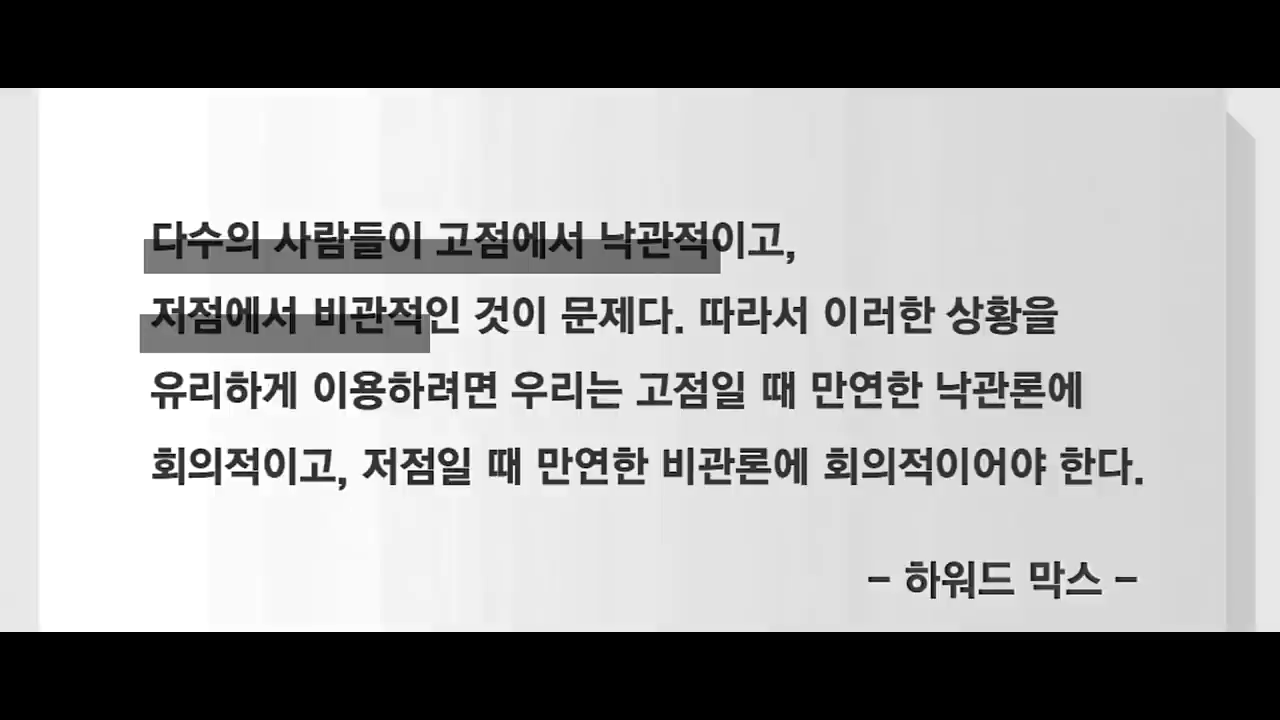 다수의 사람들이 고점에서 낙관적이고,
저점에서 비관적인 것이 문제다. 따라서 이러한 상황을
유리하게 이용하려면 우리는 고점일 때 만연한 낙관론에
회의적이고, 저점일 때 만연한 비관론에 회의적이어야 한다.
- 하워드 막스 -